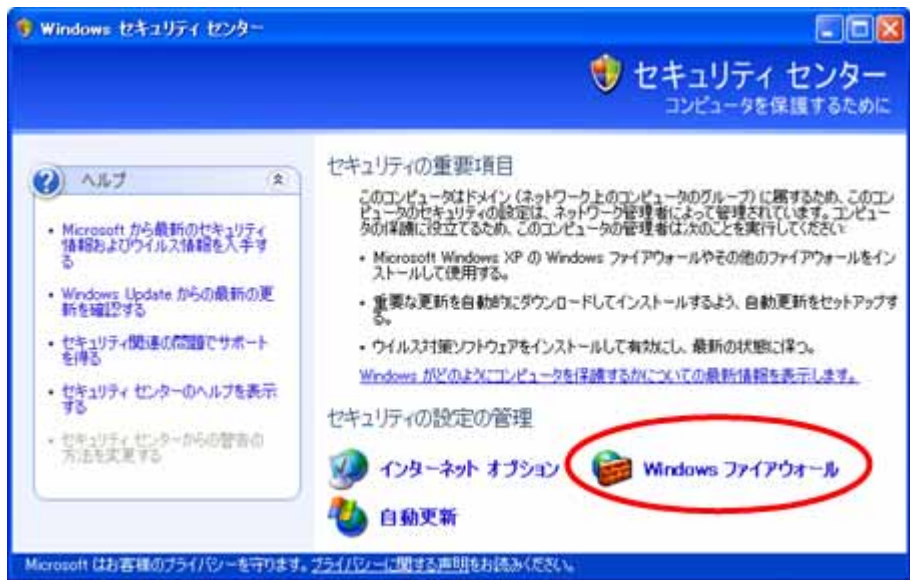 Windows セキュリティ センター
セキュリティ センター
コンピュータを保護するために
ヘルプ
• Microsoft から最新のセキュリティ
情報およびウイルス情報を入手す
る
• Windows Update からの最新の更
新を確認する
• セキュリティ関連の問題でサポート
を得る
• セキュリティ センターのヘルプを表示
する
• セキュリティ センターからの警告の
方法を変更する
セキュリティの重要項目
このコンピュータはドメイン (ネットワーク上のコンピュータのグループ) に属するため、このコン
ピュータのセキュリティの設定は、ネットワーク管理者によって管理されています。コンピュー
タの保護に役立てるため、このコンピュータの管理者は次のことを実行してください:
• Microsoft Windows XP の Windows ファイアウォールやその他のファイアウォールをイン
ストールして使用する。
• 重要な更新を自動的にダウンロードしてインストールするよう、自動更新をセットアップす
る。
• ウイルス対策ソフトウェアをインストールして有効にし、最新の状態に保つ。
Windows がどのようにコンピュータを保護するかについての最新情報を表示します。
セキュリティの設定の管理
インターネット オプション
Windows ファイアウォール
自動更新
Microsoft はお客様のプライバシーを守ります。プライバシーに関する声明をお読みください。